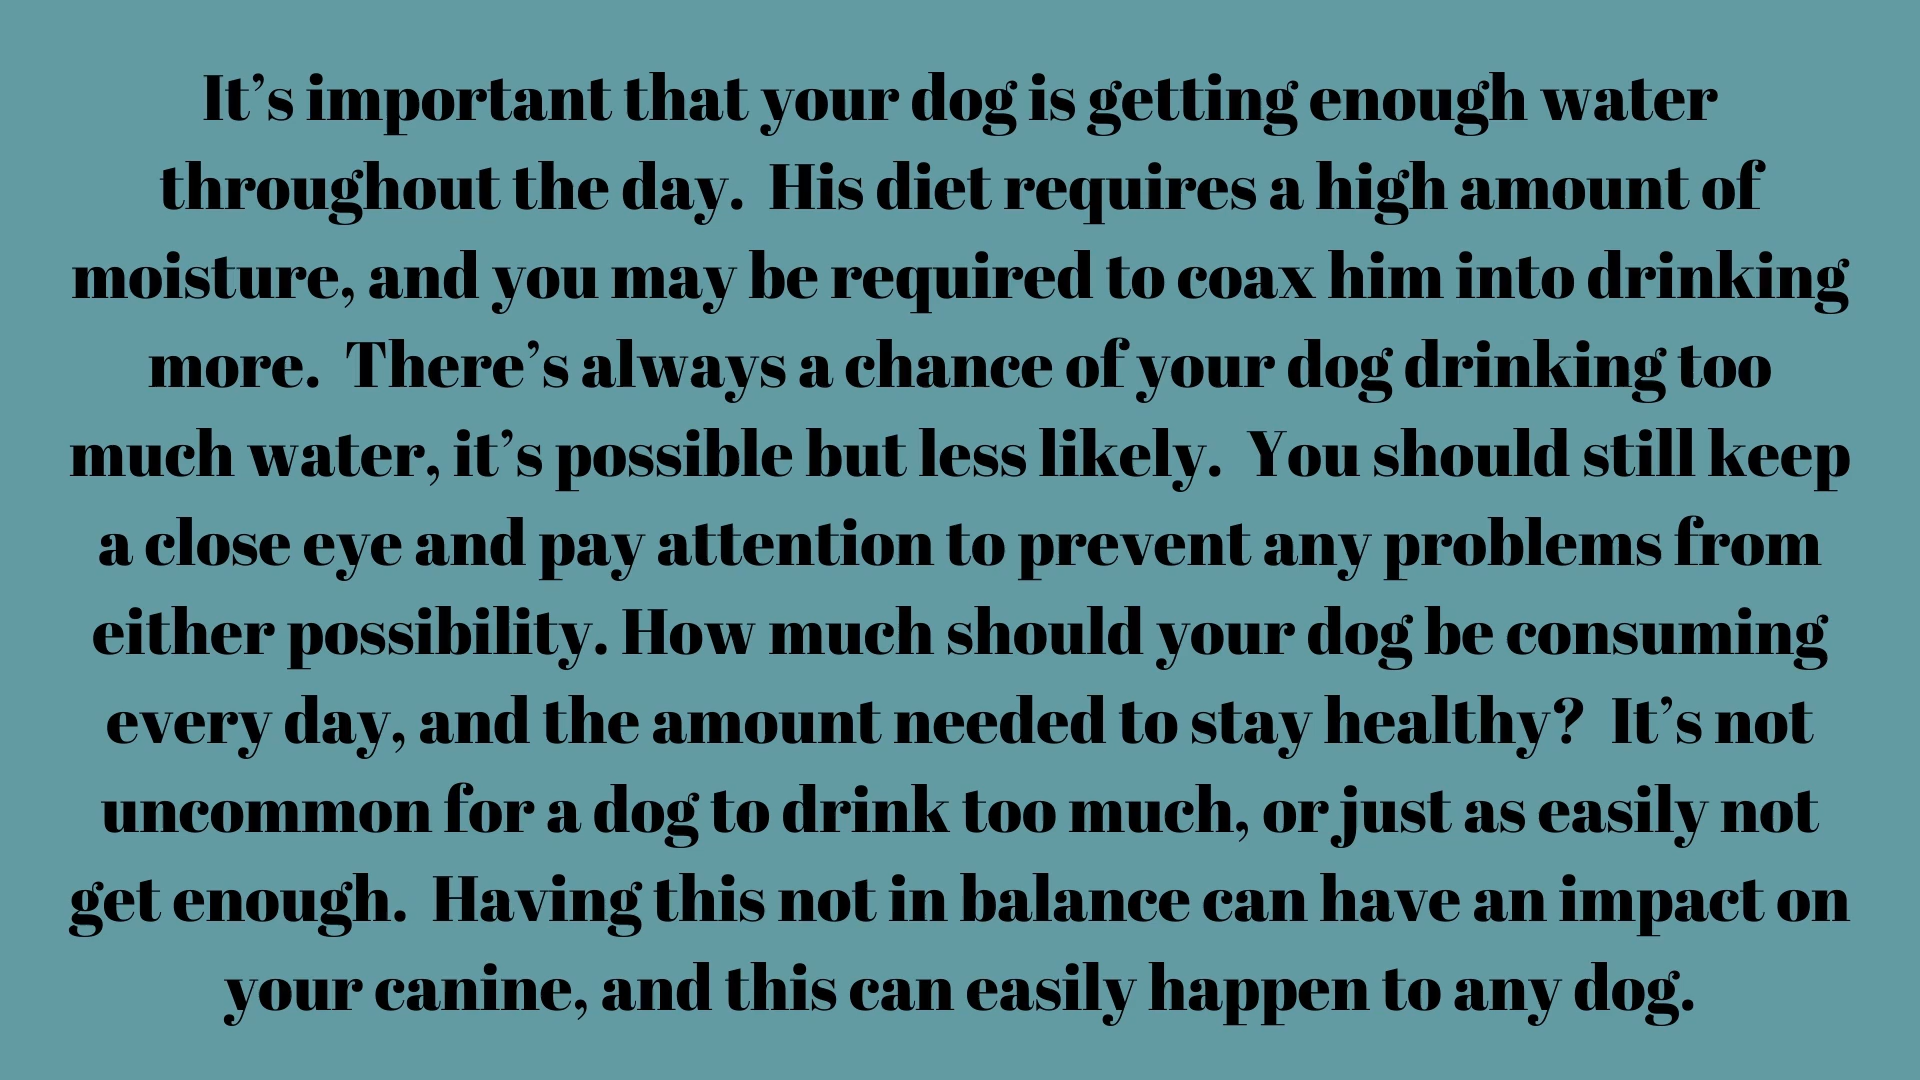 It’s important that your dog is getting enough water
throughout the day.  His diet requires a high amount of
moisture, and you may be required to coax him into drinking
more.  There’s always a chance of your dog drinking too
much water, it’s possible but less likely.  You should still keep
a close eye and pay attention to prevent any problems from
either possibility. How much should your dog be consuming
every day, and the amount needed to stay healthy?  It’s not
uncommon for a dog to drink too much, or just as easily not
get enough.  Having this not in balance can have an impact on
your canine, and this can easily happen to any dog.